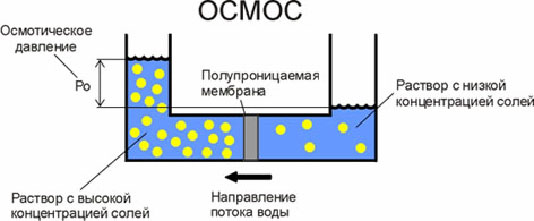 ОСМОС
Осмотическое
давление
Po
Полупроницаемая
мембрана
Раствор с низкой
концентрацией солей
Раствор с высокой
концентрацией солей
Направление
потока воды